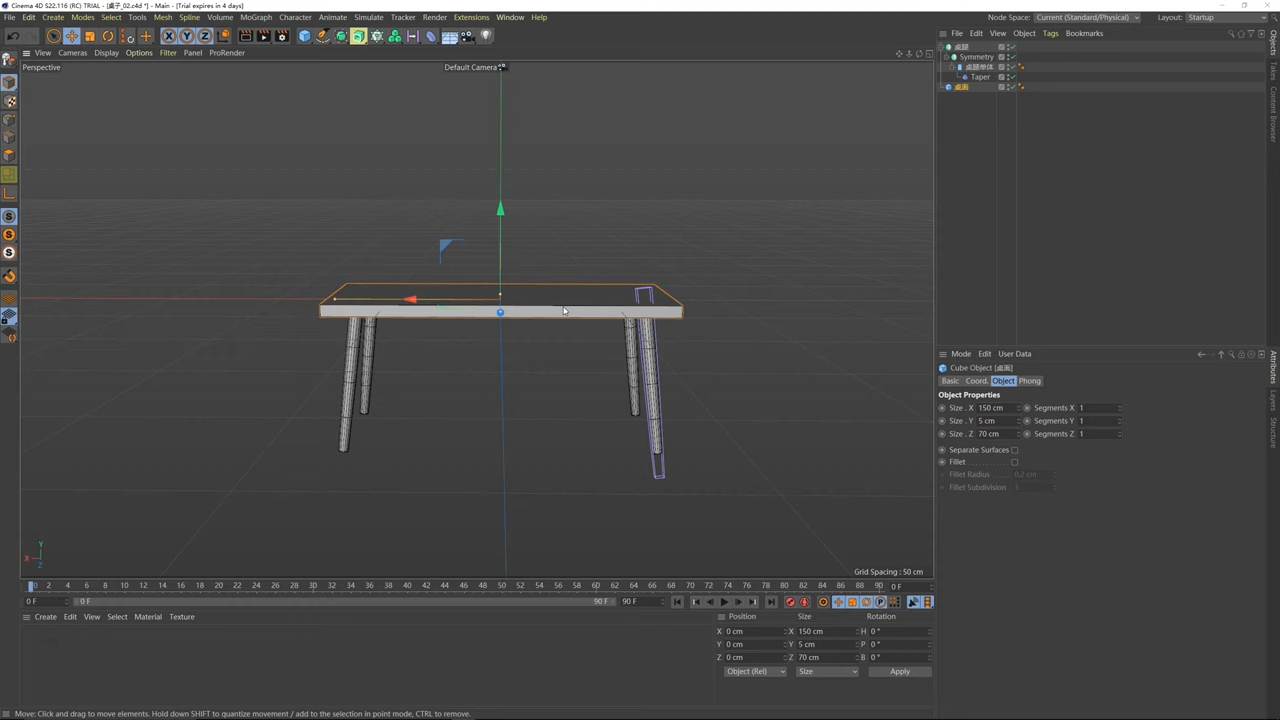 Cinema 4D S22.116 (RC) TRIAL - [桌子_02.c4d *] - Main - [Trial expires in 4 days]
File Edit Create Modes Select Tools Mesh Spline Volume MoGraph Character Animate Simulate Tracker Render Extensions Window Help Node Space: Current (Standard/Physical) Layout: Startup
X Y Z
View Cameras Display Options Filter Panel ProRender
File Edit View Object Tags Bookmarks
Perspective
Default Camera
桌腿
Symmetry
桌腿单体
Taper
桌面
Objects
Takes
Content Browser
Mode Edit User Data
Cube Object [桌面]
Basic Coord. Object Phong
Object Properties
Size . X 150 cm Segments X 1
Size . Y 5 cm Segments Y 1
Size . Z 70 cm Segments Z 1
Separate Surfaces
Fillet
Fillet Radius 0.2 cm
Fillet Subdivision
Attributes
Layers
Structure
Y
X
Z
Grid Spacing : 50 cm
0 2 4 6 8 10 12 14 16 18 20 22 24 26 28 30 32 34 36 38 40 42 44 46 48 50 52 54 56 58 60 62 64 66 68 70 72 74 76 78 80 82 84 86 88 90 0 F
0 F 0 F 90 F 90 F
Create Edit View Select Material Texture
Position Size Rotation
X 0 cm X 150 cm H 0 °
Y 0 cm Y 5 cm P 0 °
Z 0 cm Z 70 cm B 0 °
Object (Rel) Size Apply
Move: Click and drag to move elements. Hold down SHIFT to quantize movement / add to the selection in point mode, CTRL to remove.